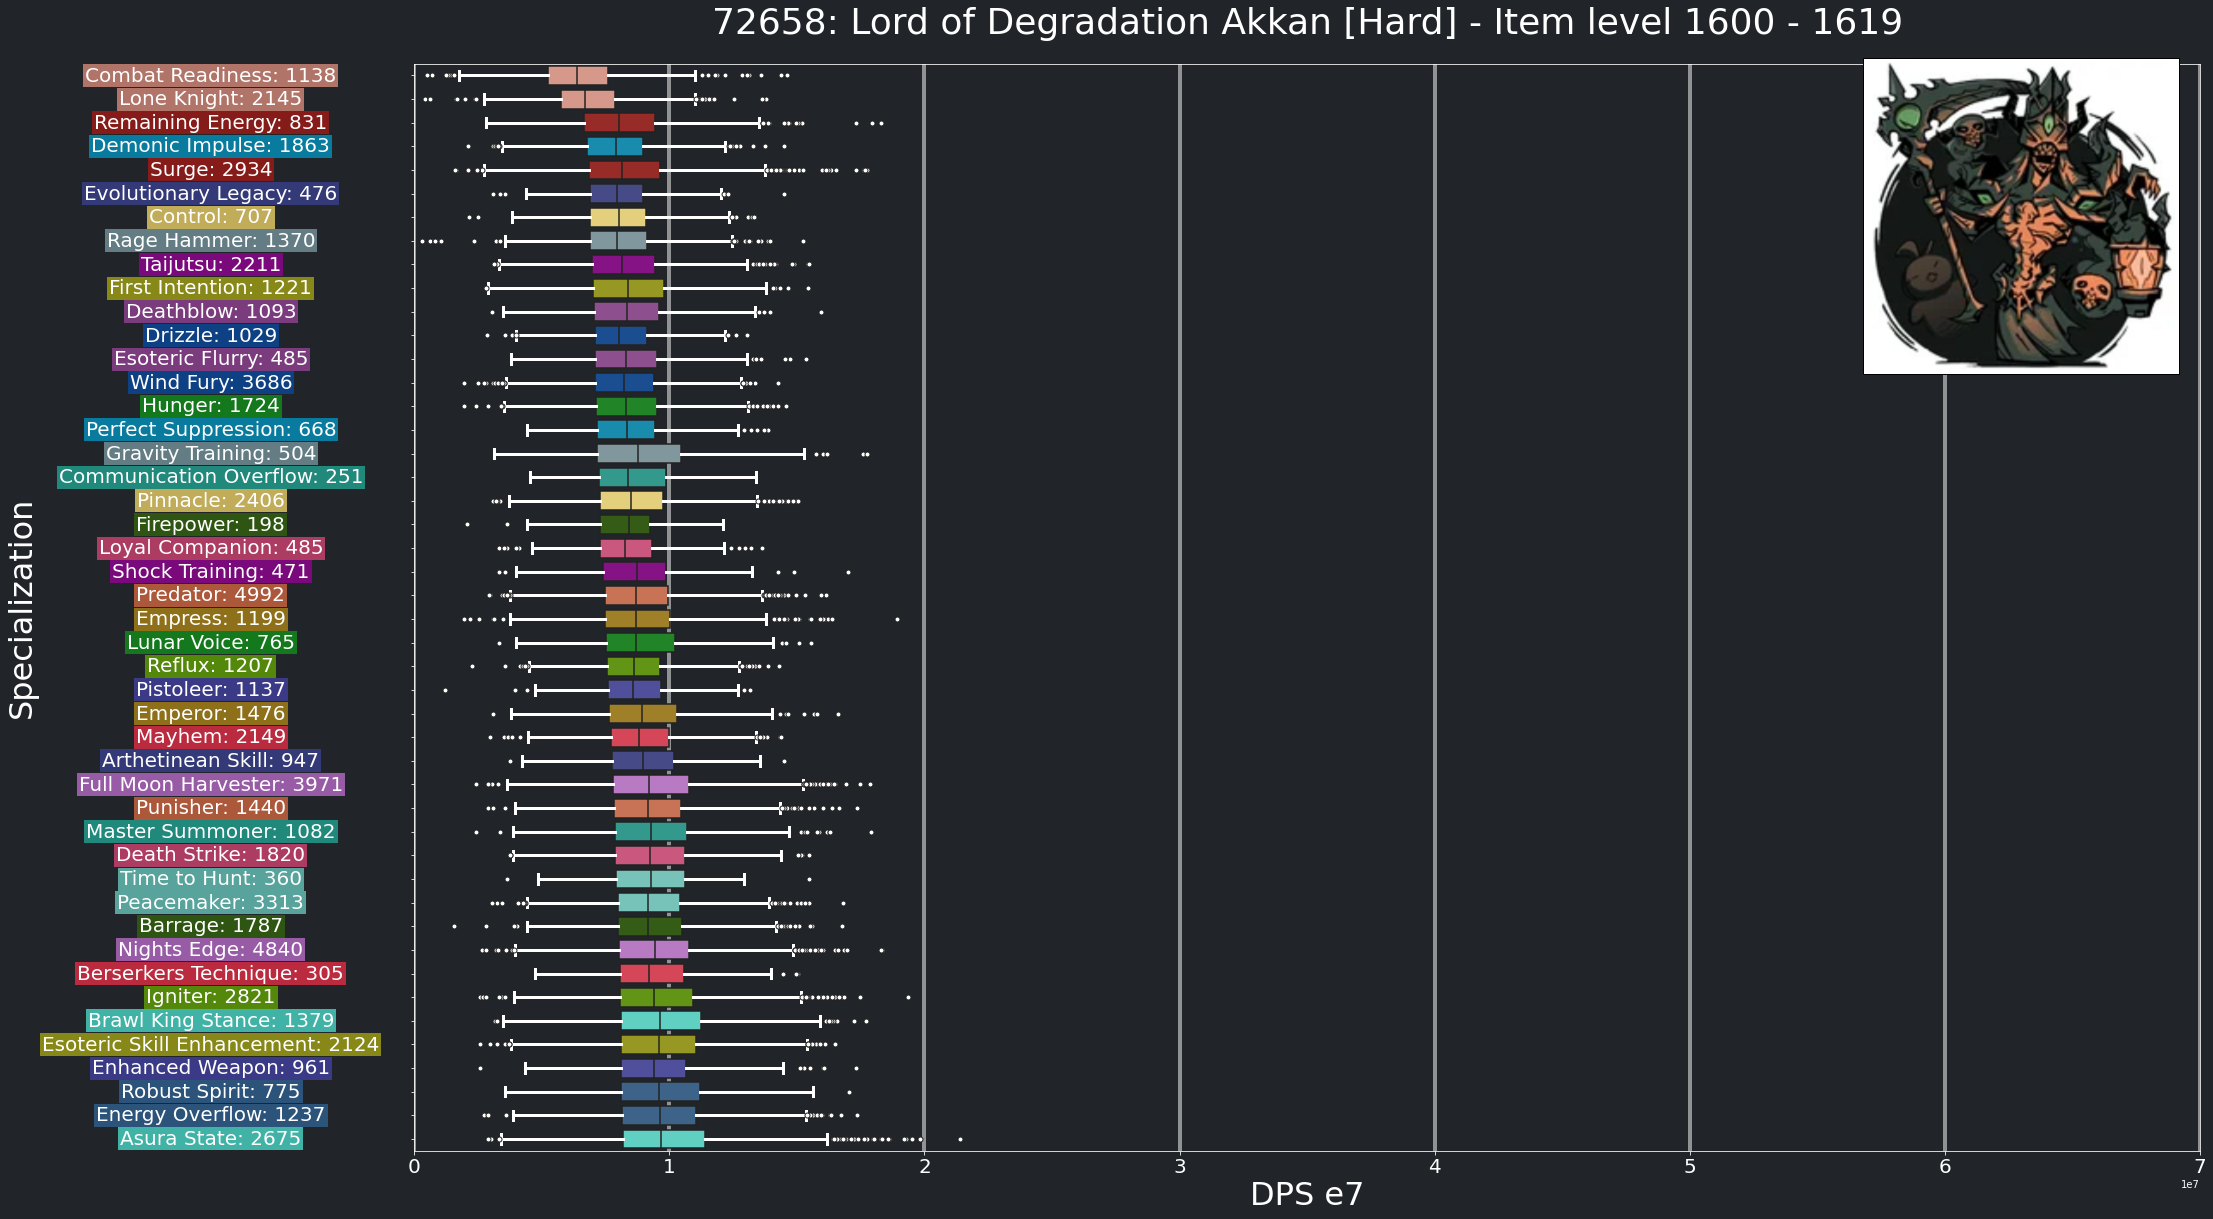 72658: Lord of Degradation Akkan [Hard] - Item level 1600 - 1619
Combat Readiness: 1138
Lone Knight: 2145
Remaining Energy: 831
Demonic Impulse: 1863
Surge: 2934
Evolutionary Legacy: 476
Control: 707
Rage Hammer: 1370
Taijutsu: 2211
First Intention: 1221
Deathblow: 1093
Drizzle: 1029
Esoteric Flurry: 485
Wind Fury: 3686
Hunger: 1724
Perfect Suppression: 668
Gravity Training: 504
Communication Overflow: 251
Pinnacle: 2406
Firepower: 198
Loyal Companion: 485
Shock Training: 471
Predator: 4992
Empress: 1199
Lunar Voice: 765
Reflux: 1207
Pistoleer: 1137
Emperor: 1476
Mayhem: 2149
Arthetinean Skill: 947
Full Moon Harvester: 3971
Punisher: 1440
Master Summoner: 1082
Death Strike: 1820
Time to Hunt: 360
Peacemaker: 3313
Barrage: 1787
Nights Edge: 4840
Berserkers Technique: 305
Igniter: 2821
Brawl King Stance: 1379
Esoteric Skill Enhancement: 2124
Enhanced Weapon: 961
Robust Spirit: 775
Energy Overflow: 1237
Asura State: 2675
Specialization
0 1 2 3 4 5 6 7
1e7
DPS e7